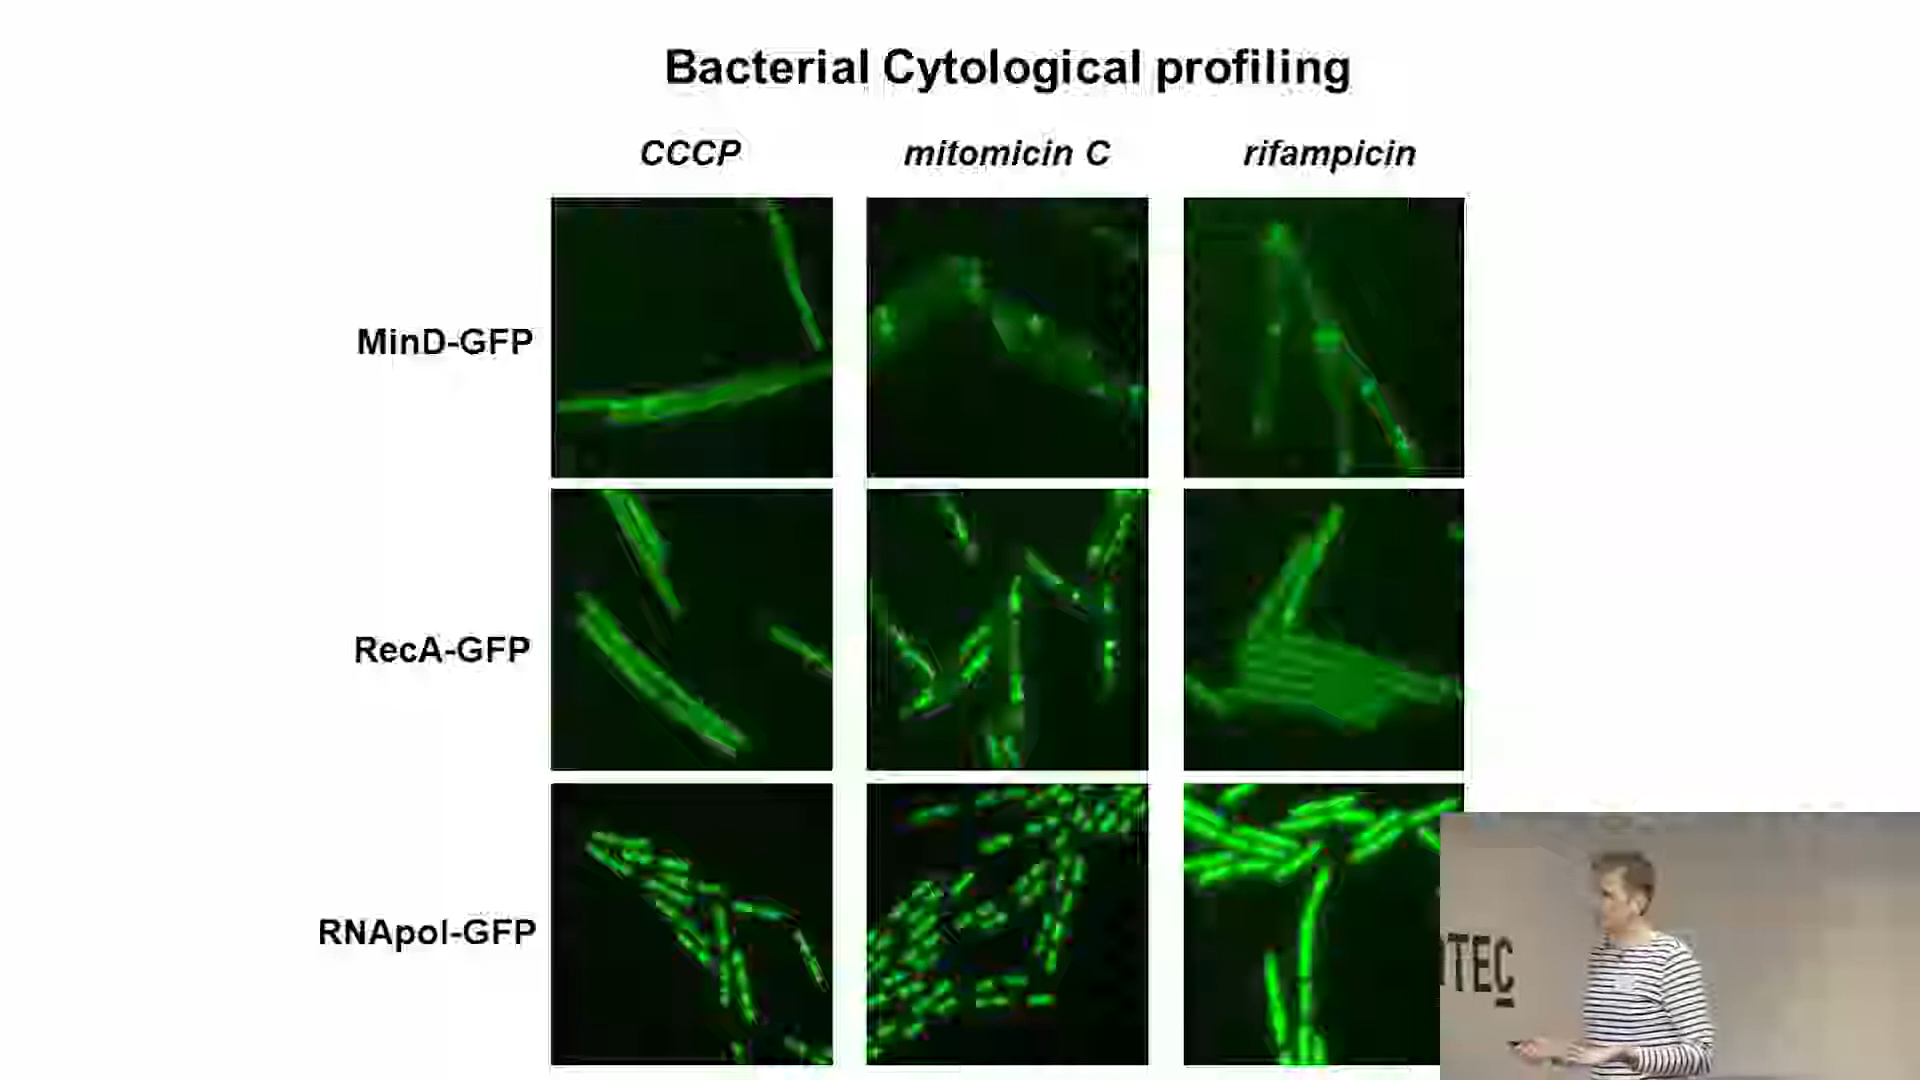 Bacterial Cytological profiling
CCCP mitomicin C rifampicin
MinD-GFP
RecA-GFP
RNApol-GFP
TEC